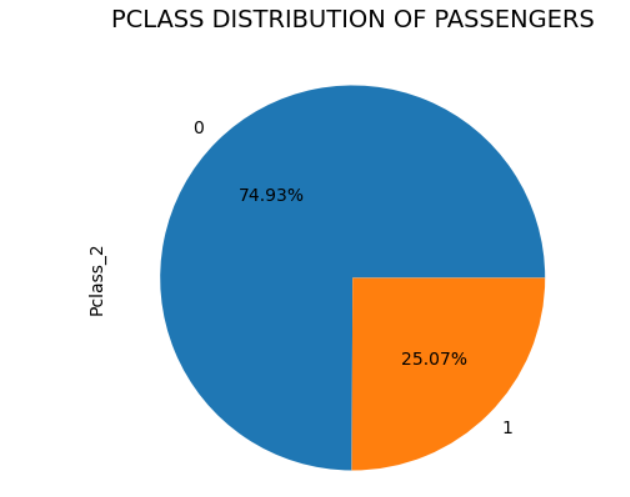 PCLASS DISTRIBUTION OF PASSENGERS
0
74.93%
Pclass_2
25.07%
1